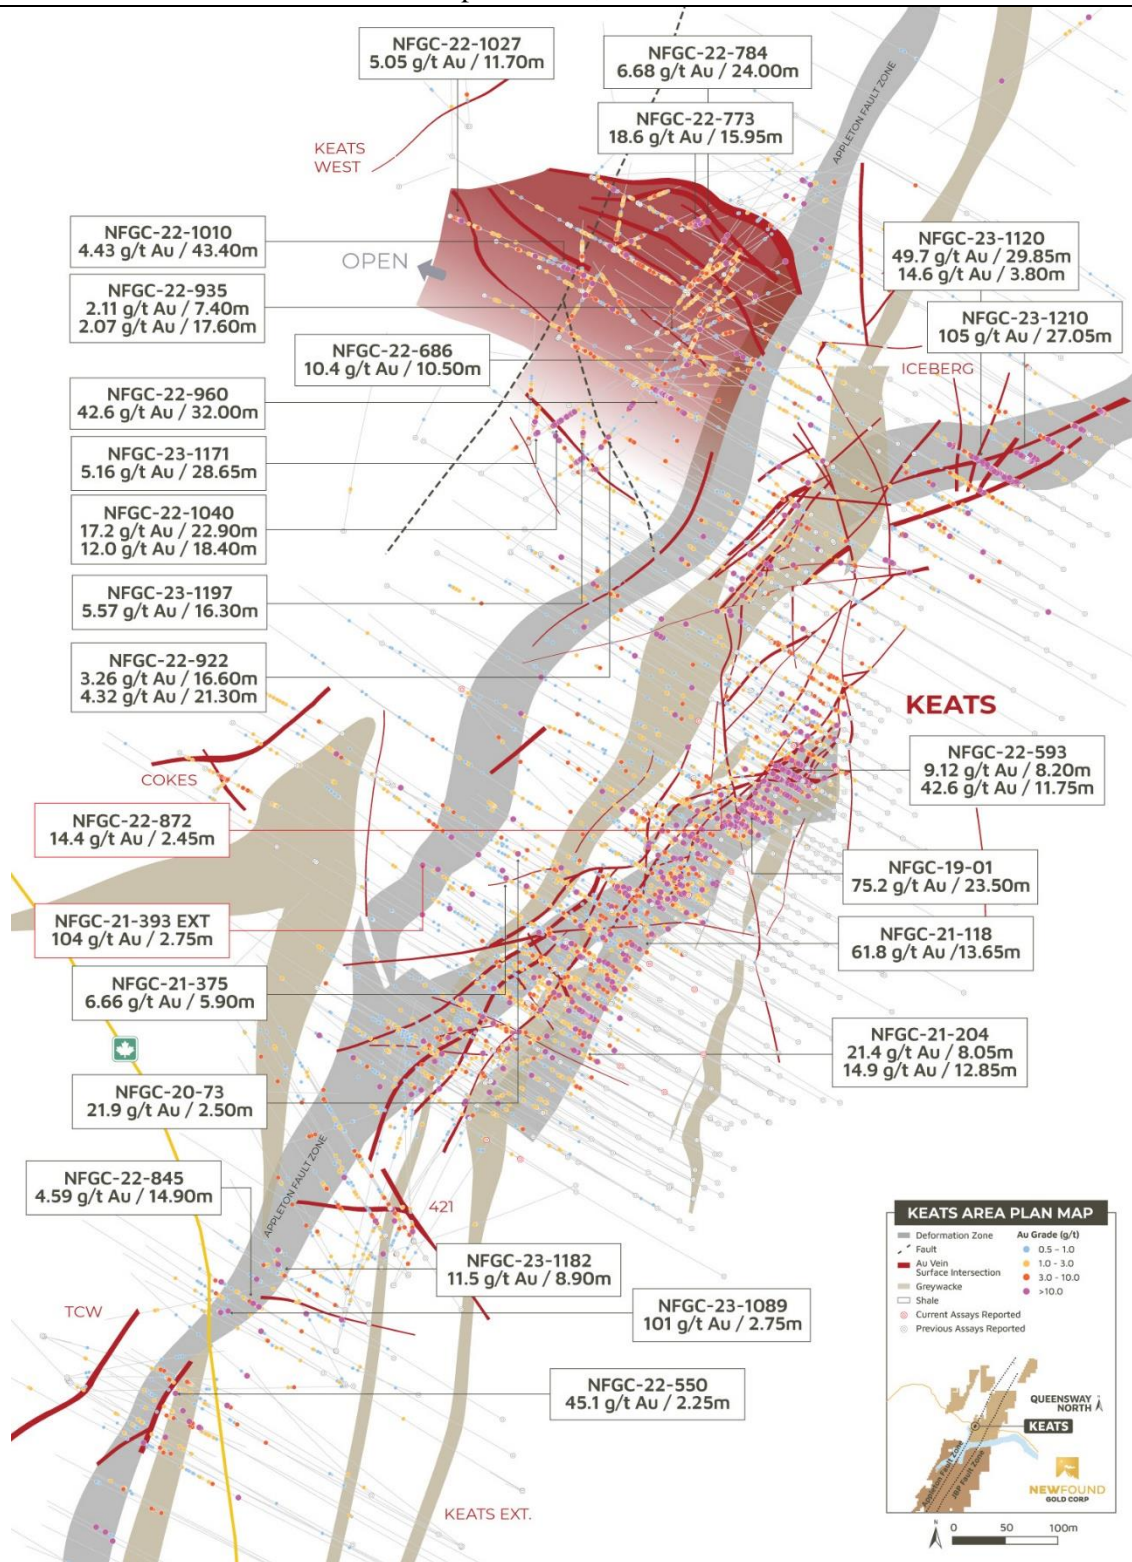 NFGC-22-1027
5.05 g/t Au / 11.70m
NFGC-22-784
6.68 g/t Au / 24.00m
NFGC-22-773
18.6 g/t Au / 15.95m
APPLETON FAULT ZONE
KEATS
WEST
NFGC-22-1010
4.43 g/t Au / 43.40m
OPEN
NFGC-22-935
2.11 g/t Au / 7.40m
2.07 g/t Au / 17.60m
NFGC-23-1120
49.7 g/t Au / 29.85m
14.6 g/t Au / 3.80m
NFGC-23-1210
105 g/t Au / 27.05m
NFGC-22-686
10.4 g/t Au / 10.50m
ICEBERG
NFGC-22-960
42.6 g/t Au / 32.00m
NFGC-23-1171
5.16 g/t Au / 28.65m
NFGC-22-1040
17.2 g/t Au / 22.90m
12.0 g/t Au / 18.40m
NFGC-23-1197
5.57 g/t Au / 16.30m
NFGC-22-922
3.26 g/t Au / 16.60m
4.32 g/t Au / 21.30m
KEATS
NFGC-22-593
9.12 g/t Au / 8.20m
42.6 g/t Au / 11.75m
COKES
NFGC-22-872
14.4 g/t Au / 2.45m
NFGC-19-01
75.2 g/t Au / 23.50m
NFGC-21-393 EXT
104 g/t Au / 2.75m
NFGC-21-118
61.8 g/t Au /13.65m
NFGC-21-375
6.66 g/t Au / 5.90m
NFGC-21-204
21.4 g/t Au / 8.05m
14.9 g/t Au / 12.85m
NFGC-20-73
21.9 g/t Au / 2.50m
APPLETON FAULT ZONE
NFGC-22-845
4.59 g/t Au / 14.90m
421
NFGC-23-1182
11.5 g/t Au / 8.90m
NFGC-23-1089
101 g/t Au / 2.75m
TCW
NFGC-22-550
45.1 g/t Au / 2.25m
KEATS EXT.
KEATS AREA PLAN MAP
Deformation Zone
Fault
Au Vein
Surface Intersection
Greywacke
Shale
Current Assays Reported
Previous Assays Reported
Au Grade (g/t)
0.5 - 1.0
1.0 - 3.0
3.0 - 10.0
>10.0
QUEENSWAY
NORTH
KEATS
Appleton Fault Zone
JBP Fault Zone
NEWFOUND
GOLD CORP
N
0 50 100m